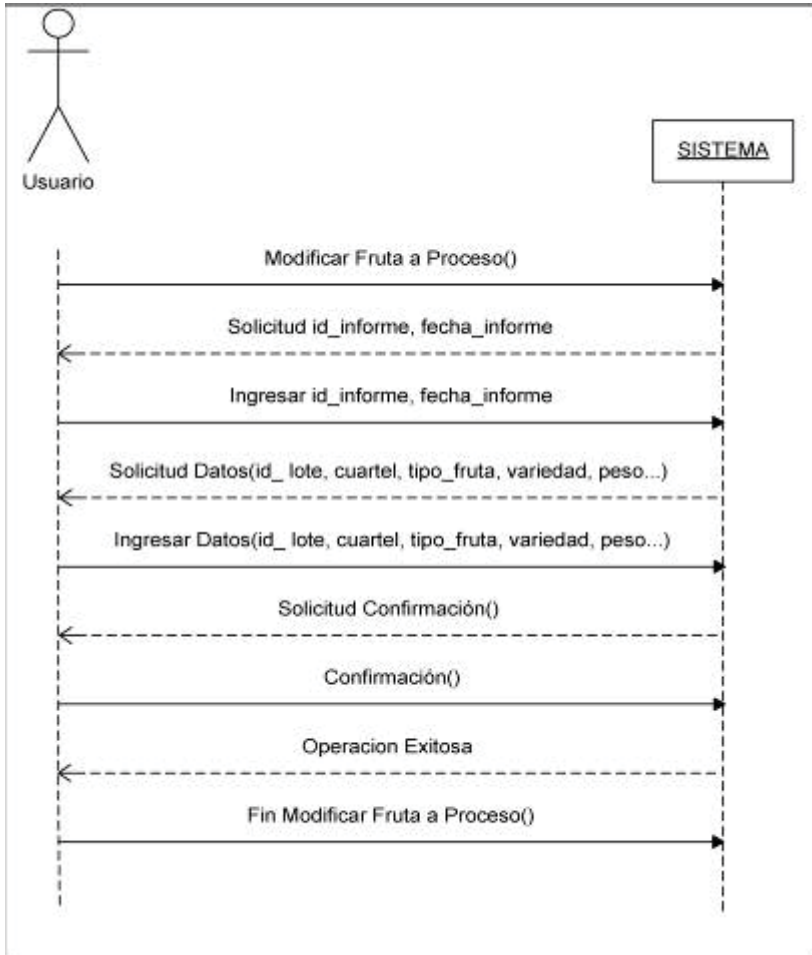 Usuario
SISTEMA
Modificar Fruta a Proceso()
Solicitud id_informe, fecha_informe
Ingresar id_informe, fecha_informe
Solicitud Datos(id_ lote, cuartel, tipo_fruta, variedad, peso...)
Ingresar Datos(id_ lote, cuartel, tipo_fruta, variedad, peso...)
Solicitud Confirmación()
Confirmación()
Operacion Exitosa
Fin Modificar Fruta a Proceso()